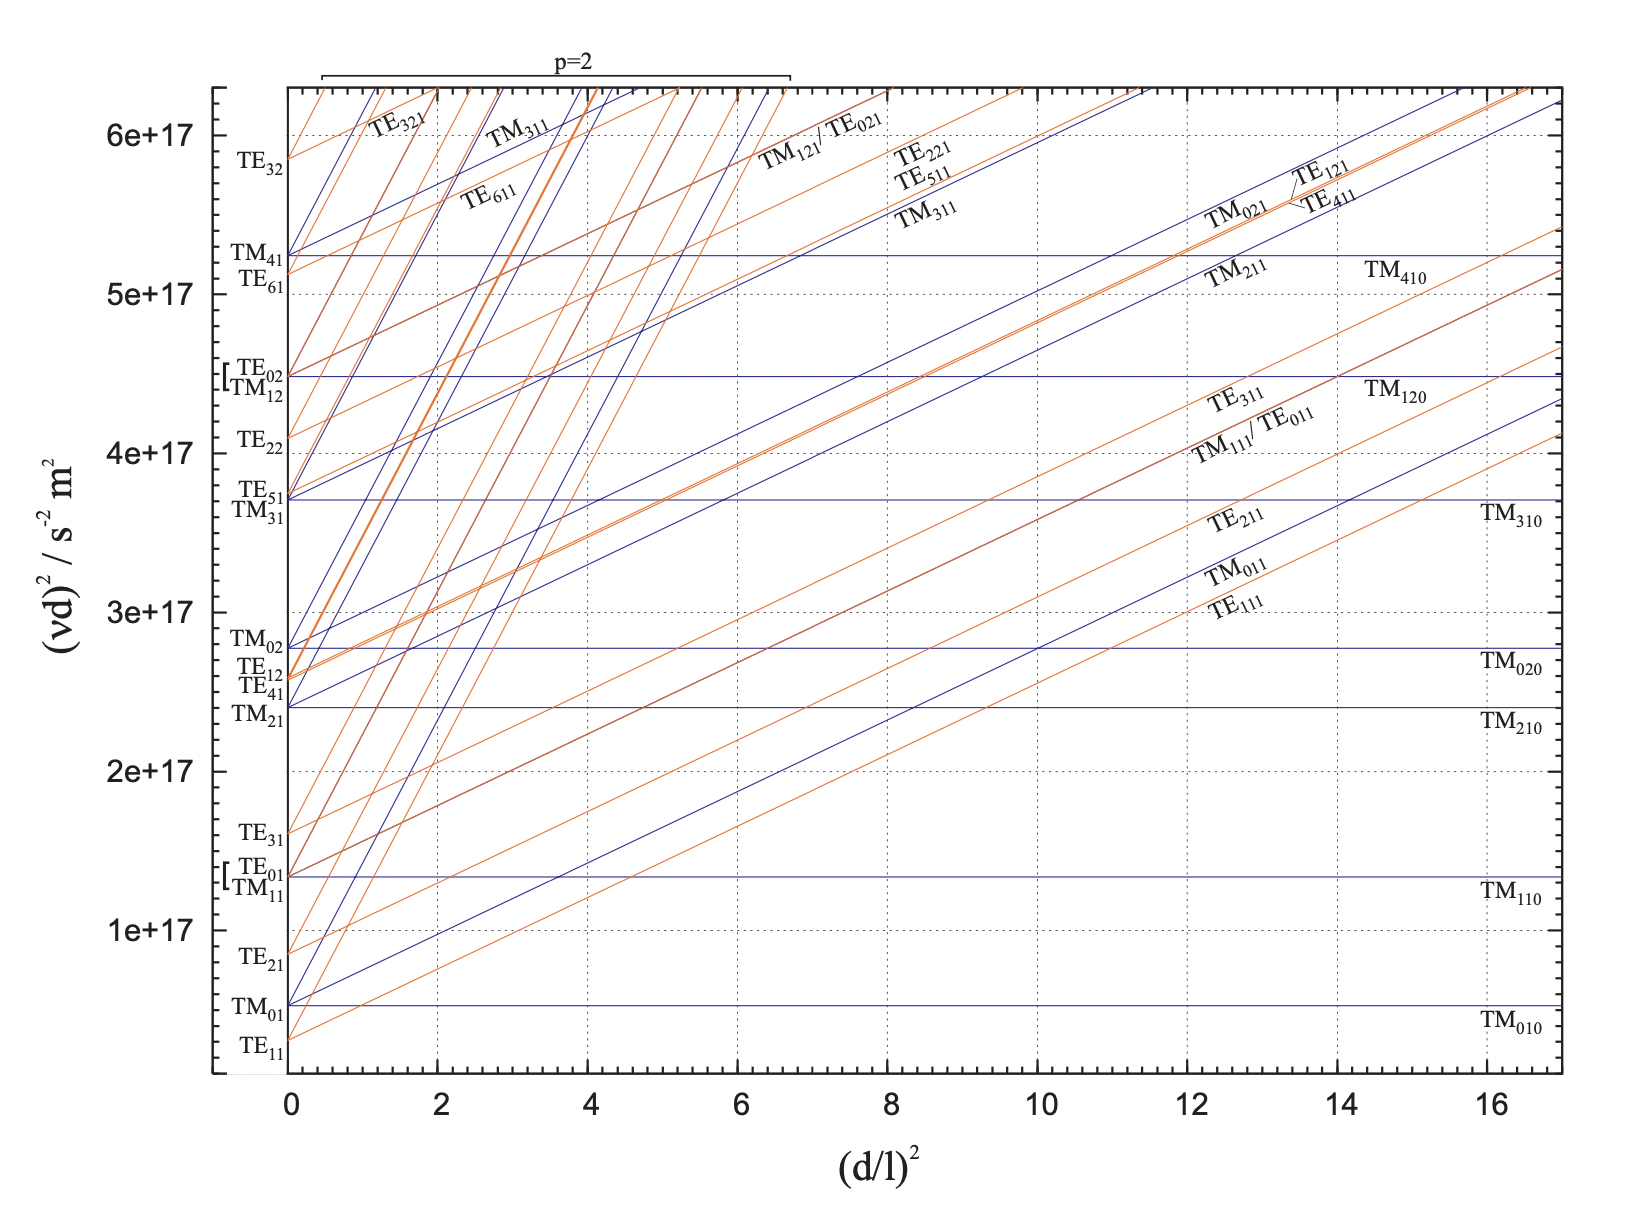 p=2
6e+17
5e+17
4e+17
3e+17
2e+17
1e+17
(νd)² / s⁻² m²
TE₃₂
TM₄₁
TE₆₁
TE₀₂
TM₁₂
TE₂₂
TE₅₁
TM₃₁
TM₀₂
TE₁₂
TE₄₁
TM₂₁
TE₃₁
TE₀₁
TM₁₁
TE₂₁
TM₀₁
TE₁₁
TE₃₂₁
TM₃₁₁
TE₆₁₁
TM₁₂₁/ TE₀₂₁
TE₂₂₁
TE₅₁₁
TM₃₁₁
TE₁₂₁
TE₄₁₁
TM₀₂₁
TM₂₁₁
TM₄₁₀
TE₃₁₁
TM₁₂₀
TM₁₁₁/ TE₀₁₁
TE₂₁₁
TM₃₁₀
TM₀₁₁
TE₁₁₁
TM₀₂₀
TM₂₁₀
TM₁₁₀
TM₀₁₀
0 2 4 6 8 10 12 14 16
(d/l)²